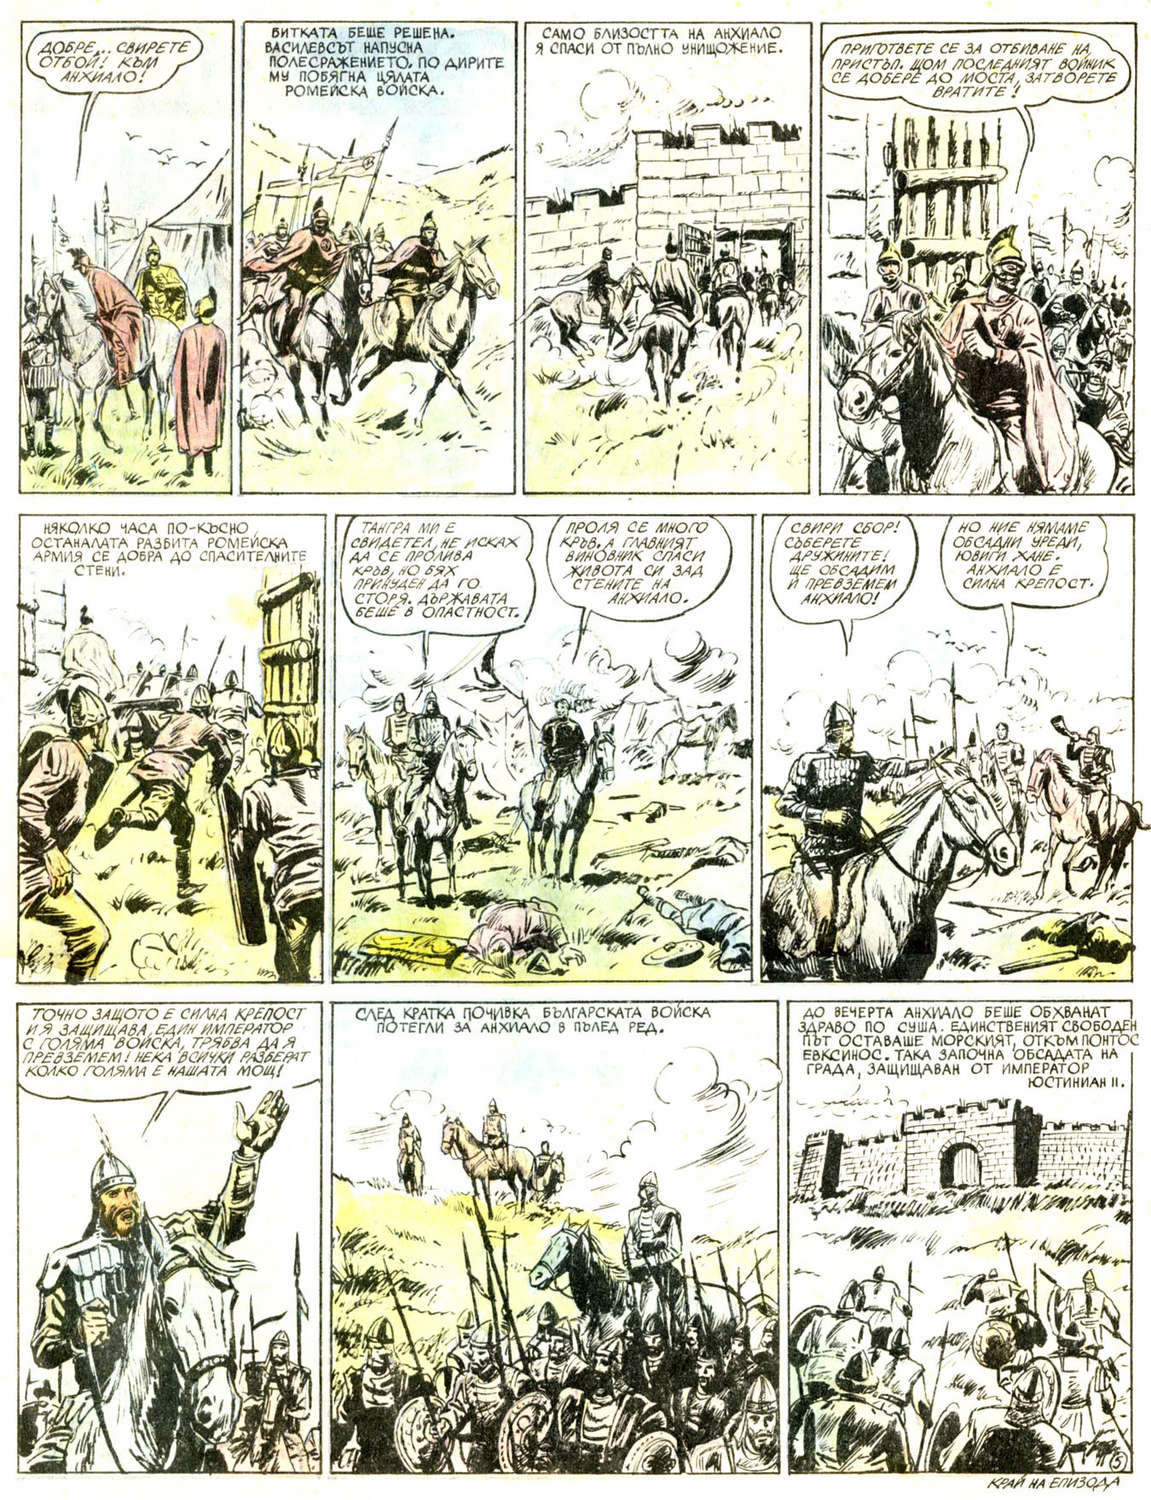 ДОБРЕ... СВИРЕТЕ
ОТБОЙ! КЪМ
АНХИАЛО!
БИТКАТА БЕШЕ РЕШЕНА.
ВАСИЛЕВСЪТ НАПУСНА
ПОЛЕСРАЖЕНИЕТО. ПО ДИРИТЕ
МУ ПОБЯГНА ЦЯЛАТА
РОМЕЙСКА ВОЙСКА.
САМО БЛИЗОСТТА НА АНХИАЛО
Я СПАСИ ОТ ПЪЛНО УНИЩОЖЕНИЕ.
ПРИГОТВЕТЕ СЕ ЗА ОТБИВАНЕ НА
ПРИСТЪП. ЩОМ ПОСЛЕДНИЯТ ВОЙНИК
СЕ ДОБЕРЕ ДО МОСТА, ЗАТВОРЕТЕ
ВРАТИТЕ!
НЯКОЛКО ЧАСА ПО-КЪСНО
ОСТАНАЛАТА РАЗБИТА РОМЕЙСКА
АРМИЯ СЕ ДОБРА ДО СПАСИТЕЛНИТЕ
СТЕНИ.
ТАНГРА МИ Е
СВИДЕТЕЛ, НЕ ИСКАХ
ДА СЕ ПРОЛИВА
КРЪВ, НО БЯХ
ПРИНУДЕН ДА ГО
СТОРЯ. ДЪРЖАВАТА
БЕШЕ В ОПАСТНОСТ.
ПРОЛЯ СЕ МНОГО
КРЪВ. А ГЛАВНИЯТ
ВИНОВНИК СПАСИ
ЖИВОТА СИ ЗАД
СТЕНИТЕ НА
АНХИАЛО.
СВИРИ СБОР!
СЪБЕРЕТЕ
ДРУЖИНИТЕ!
ЩЕ ОБСАДИМ
И ПРЕВЗЕМЕМ
АНХИАЛО!
НО НИЕ НЯМАМЕ
ОБСАДНИ УРЕДИ,
ЮВИГИ ХАНЕ.
АНХИАЛО Е
СИЛНА КРЕПОСТ.
ТОЧНО ЗАЩОТО Е СИЛНА КРЕПОСТ
И Я ЗАЩИЩАВА ЕДИН ИМПЕРАТОР
С ГОЛЯМА ВОЙСКА, ТРЯБВА ДА Я
ПРЕВЗЕМЕМ! НЕКА ВСИЧКИ РАЗБЕРАТ
КОЛКО ГОЛЯМА Е НАШАТА МОЩ!
СЛЕД КРАТКА ПОЧИВКА БЪЛГАРСКАТА ВОЙСКА
ПОТЕГЛИ ЗА АНХИАЛО В ПЪЛЕД РЕД.
ДО ВЕЧЕРТА АНХИАЛО БЕШЕ ОБХВАНАТ
ЗДРАВО ПО СУША. ЕДИНСТВЕНИЯТ СВОБОДЕН
ПЪТ ОСТАВАШЕ МОРСКИЯТ, ОТКЪМ ПОНТОС
ЕВКСИНОС. ТАКА ЗАПОЧНА ОБСАДАТА НА
ГРАДА, ЗАЩИЩАВАН ОТ ИМПЕРАТОР
ЮСТИНИАН II.
5
КРАЙ НА ЕПИЗОДА